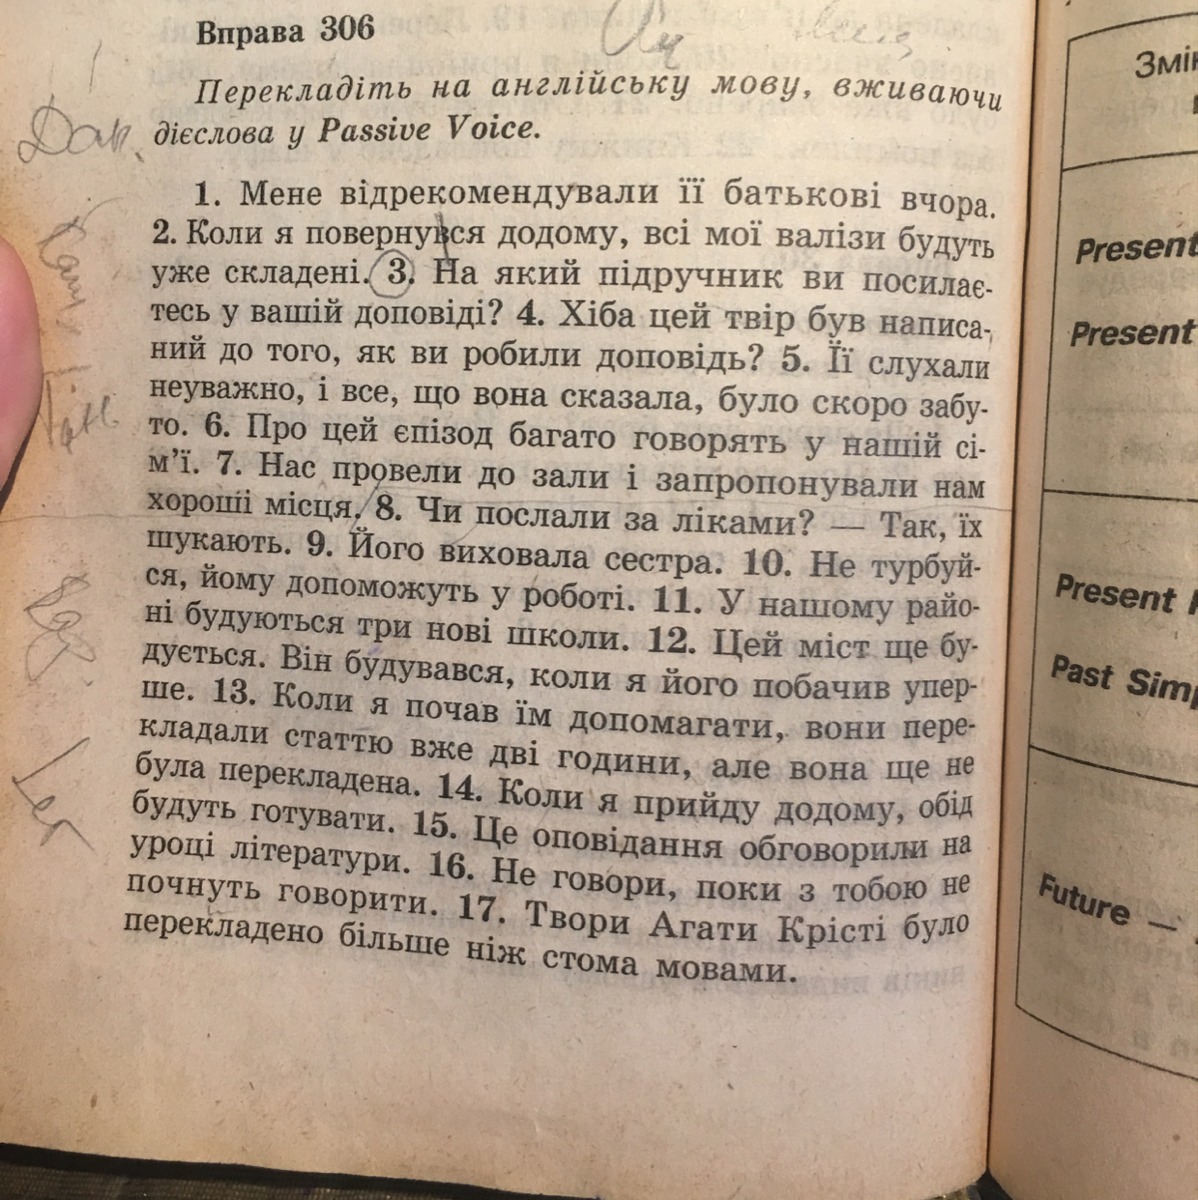 Вправа 306
Перекладіть на англійську мову, вживаючи
дієслова у Passive Voice.
1. Мене відрекомендували її батькові вчора.
2. Коли я повернувся додому, всі мої валізи будуть
уже складені. 3. На який підручник ви посилає-
тесь у вашій доповіді? 4. Хіба цей твір був написа-
ний до того, як ви робили доповідь? 5. Її слухали
неуважно, і все, що вона сказала, було скоро забу-
то. 6. Про цей єпізод багато говорять у нашій сі-
м’ї. 7. Нас провели до зали і запропонували нам
хороші місця. 8. Чи послали за ліками? — Так, їх
шукають. 9. Його виховала сестра. 10. Не турбуй-
ся, йому допоможуть у роботі. 11. У нашому райо-
ні будуються три нові школи. 12. Цей міст ще бу-
дується. Він будувався, коли я його побачив упер-
ше. 13. Коли я почав їм допомагати, вони пере-
кладали статтю вже дві години, але вона ще не
була перекладена. 14. Коли я прийду додому, обід
будуть готувати. 15. Це оповідання обговорили на
уроці літератури. 16. Не говори, поки з тобою не
почнуть говорити. 17. Твори Агати Крісті було
перекладено більше ніж стома мовами.
Present
Present
Present
Past
Future —